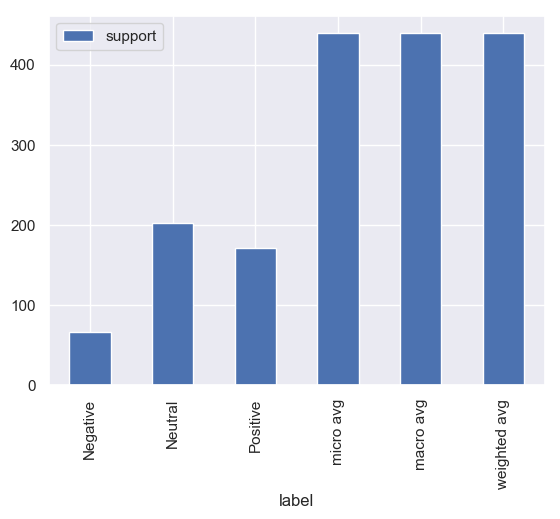 support
400
300
200
100
0
Negative
Neutral
Positive
micro avg
macro avg
weighted avg
label